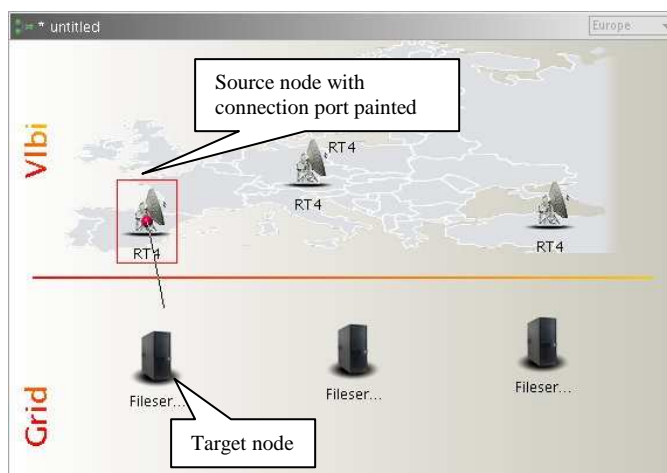 * untitled
Europe
Source node with
connection port painted
Vlbi
RT4
RT4
RT4
RT4
Grid
Fileser...
Fileser...
Fileser...
Target node